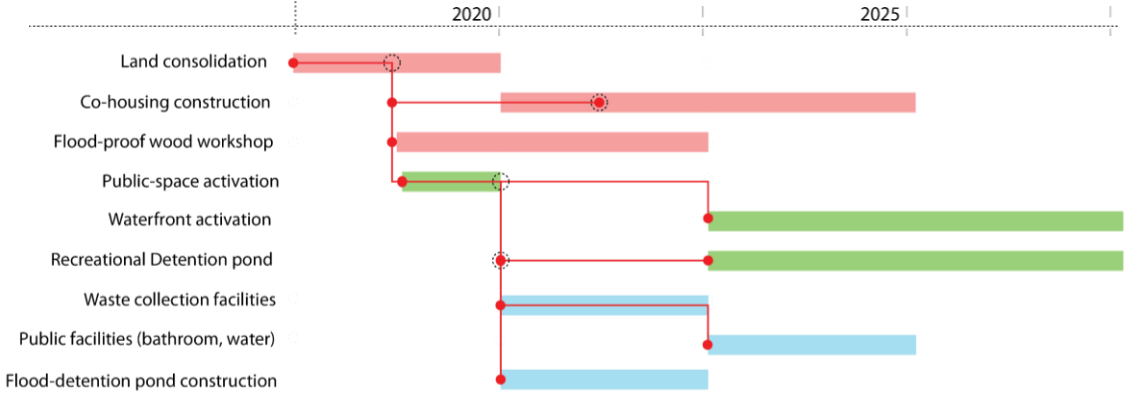 2020 2025
Land consolidation
Co-housing construction
Flood-proof wood workshop
Public-space activation
Waterfront activation
Recreational Detention pond
Waste collection facilities
Public facilities (bathroom, water)
Flood-detention pond construction